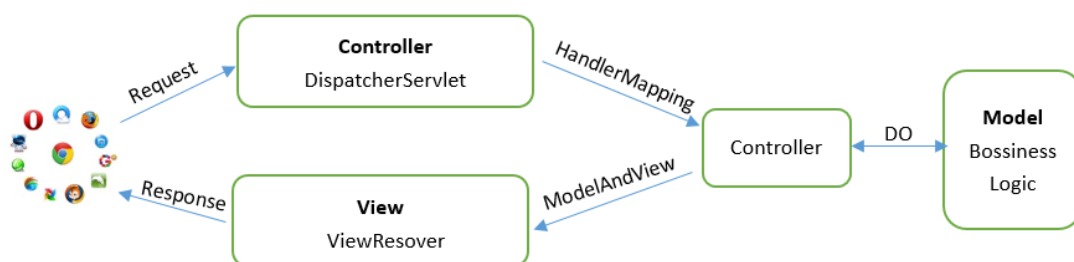 Request
Controller
DispatcherServlet
HandlerMapping
Controller
DO
Model
Bossiness
Logic
ModelAndView
View
ViewResover
Response